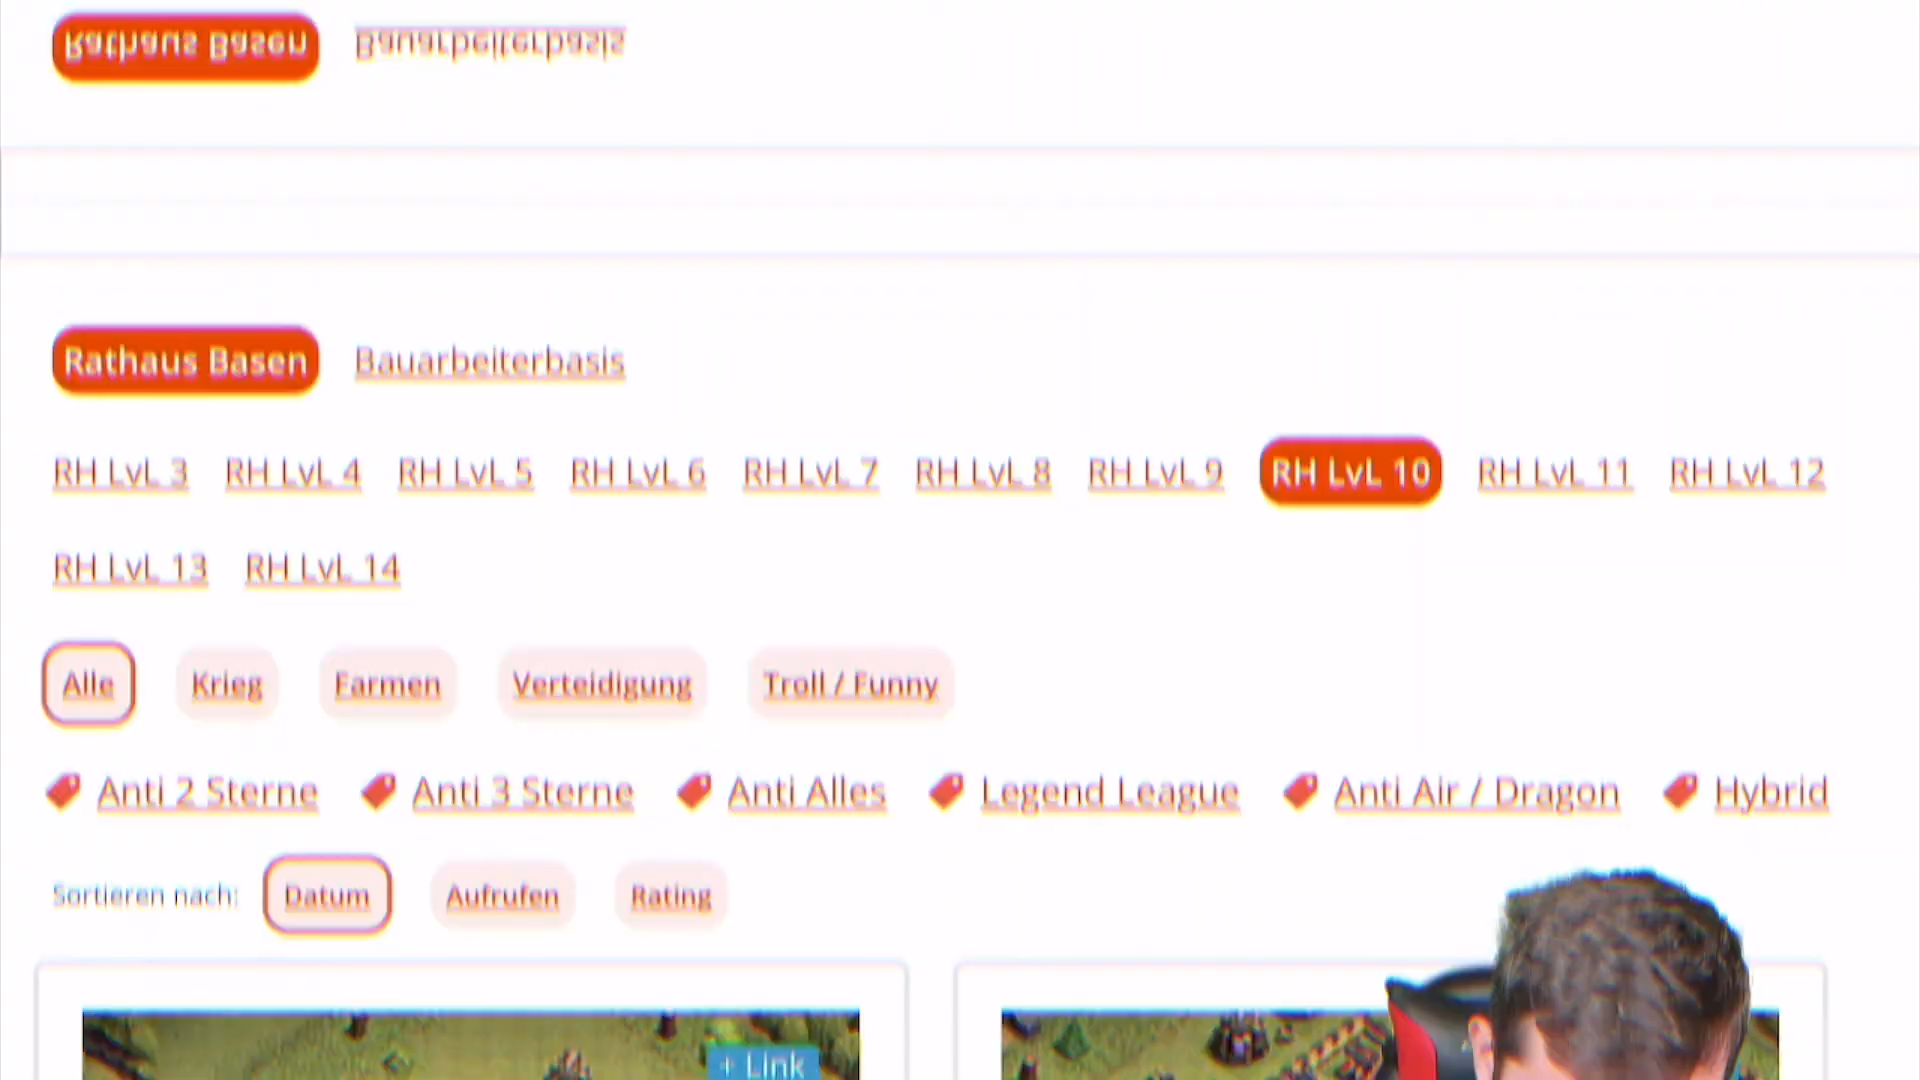 Rathaus Basen Bauarbeiterbasis
Rathaus Basen Bauarbeiterbasis
RH LvL 3 RH LvL 4 RH LvL 5 RH LvL 6 RH LvL 7 RH LvL 8 RH LvL 9 RH LvL 10 RH LvL 11 RH LvL 12
RH LvL 13 RH LvL 14
Alle Krieg Farmen Verteidigung Troll / Funny
Anti 2 Sterne Anti 3 Sterne Anti Alles Legend League Anti Air / Dragon Hybrid
Sortieren nach: Datum Aufrufen Rating
+ Link